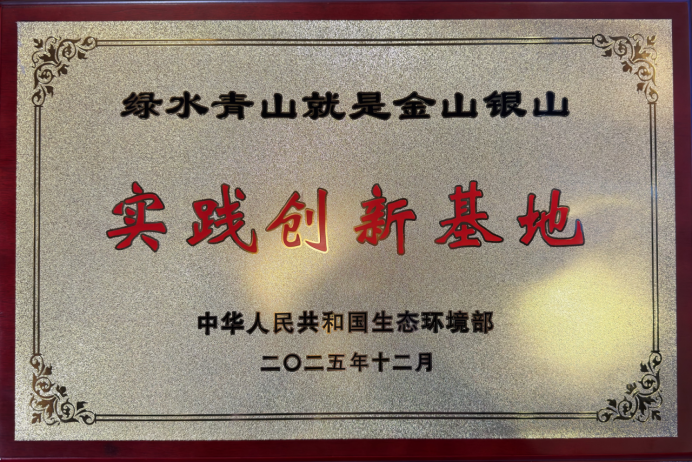 绿水青山就是金山银山
实践创新基地
中华人民共和国生态环境部
二〇二五年十二月